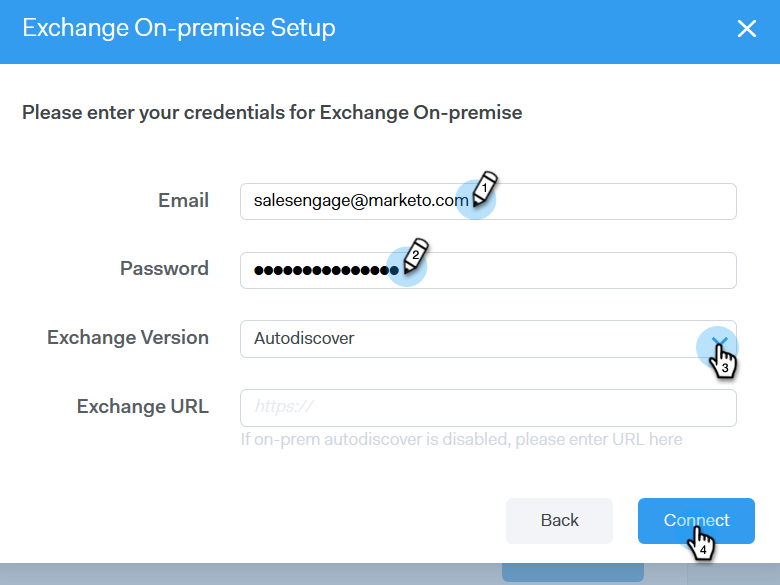 Exchange On-premise Setup
Please enter your credentials for Exchange On-premise
Email
salesengage@marketo.com
1
Password
●●●●●●●●●●●●●●●
2
Exchange Version
Autodiscover
3
Exchange URL
https://
If on-prem autodiscover is disabled, please enter URL here
Back
Connect
4